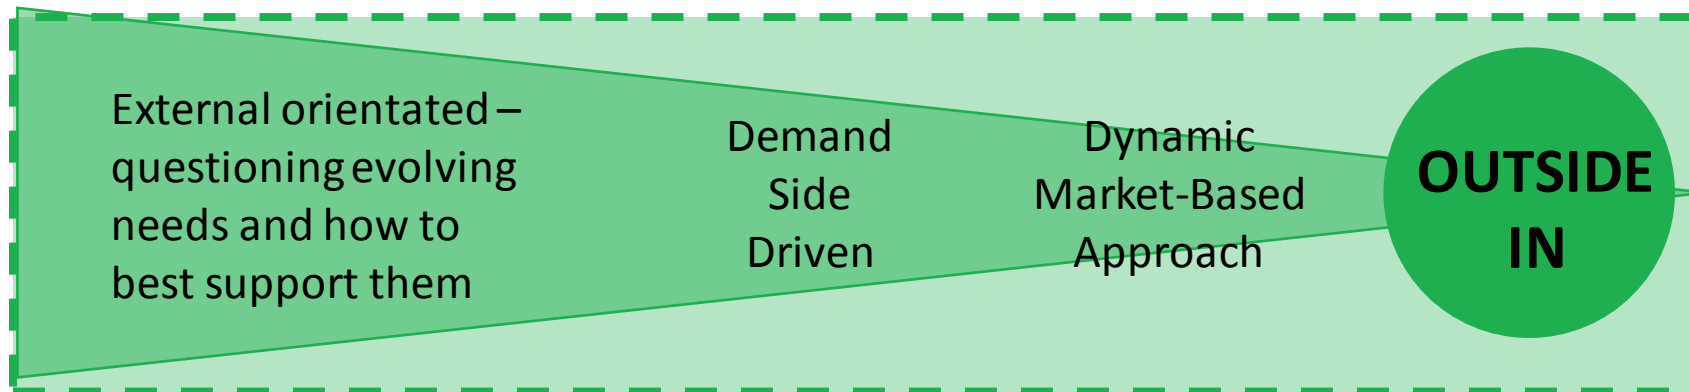 External orientated –
questioning evolving
needs and how to
best support them
Demand
Side
Driven
Dynamic
Market-Based
Approach
OUTSIDE
IN